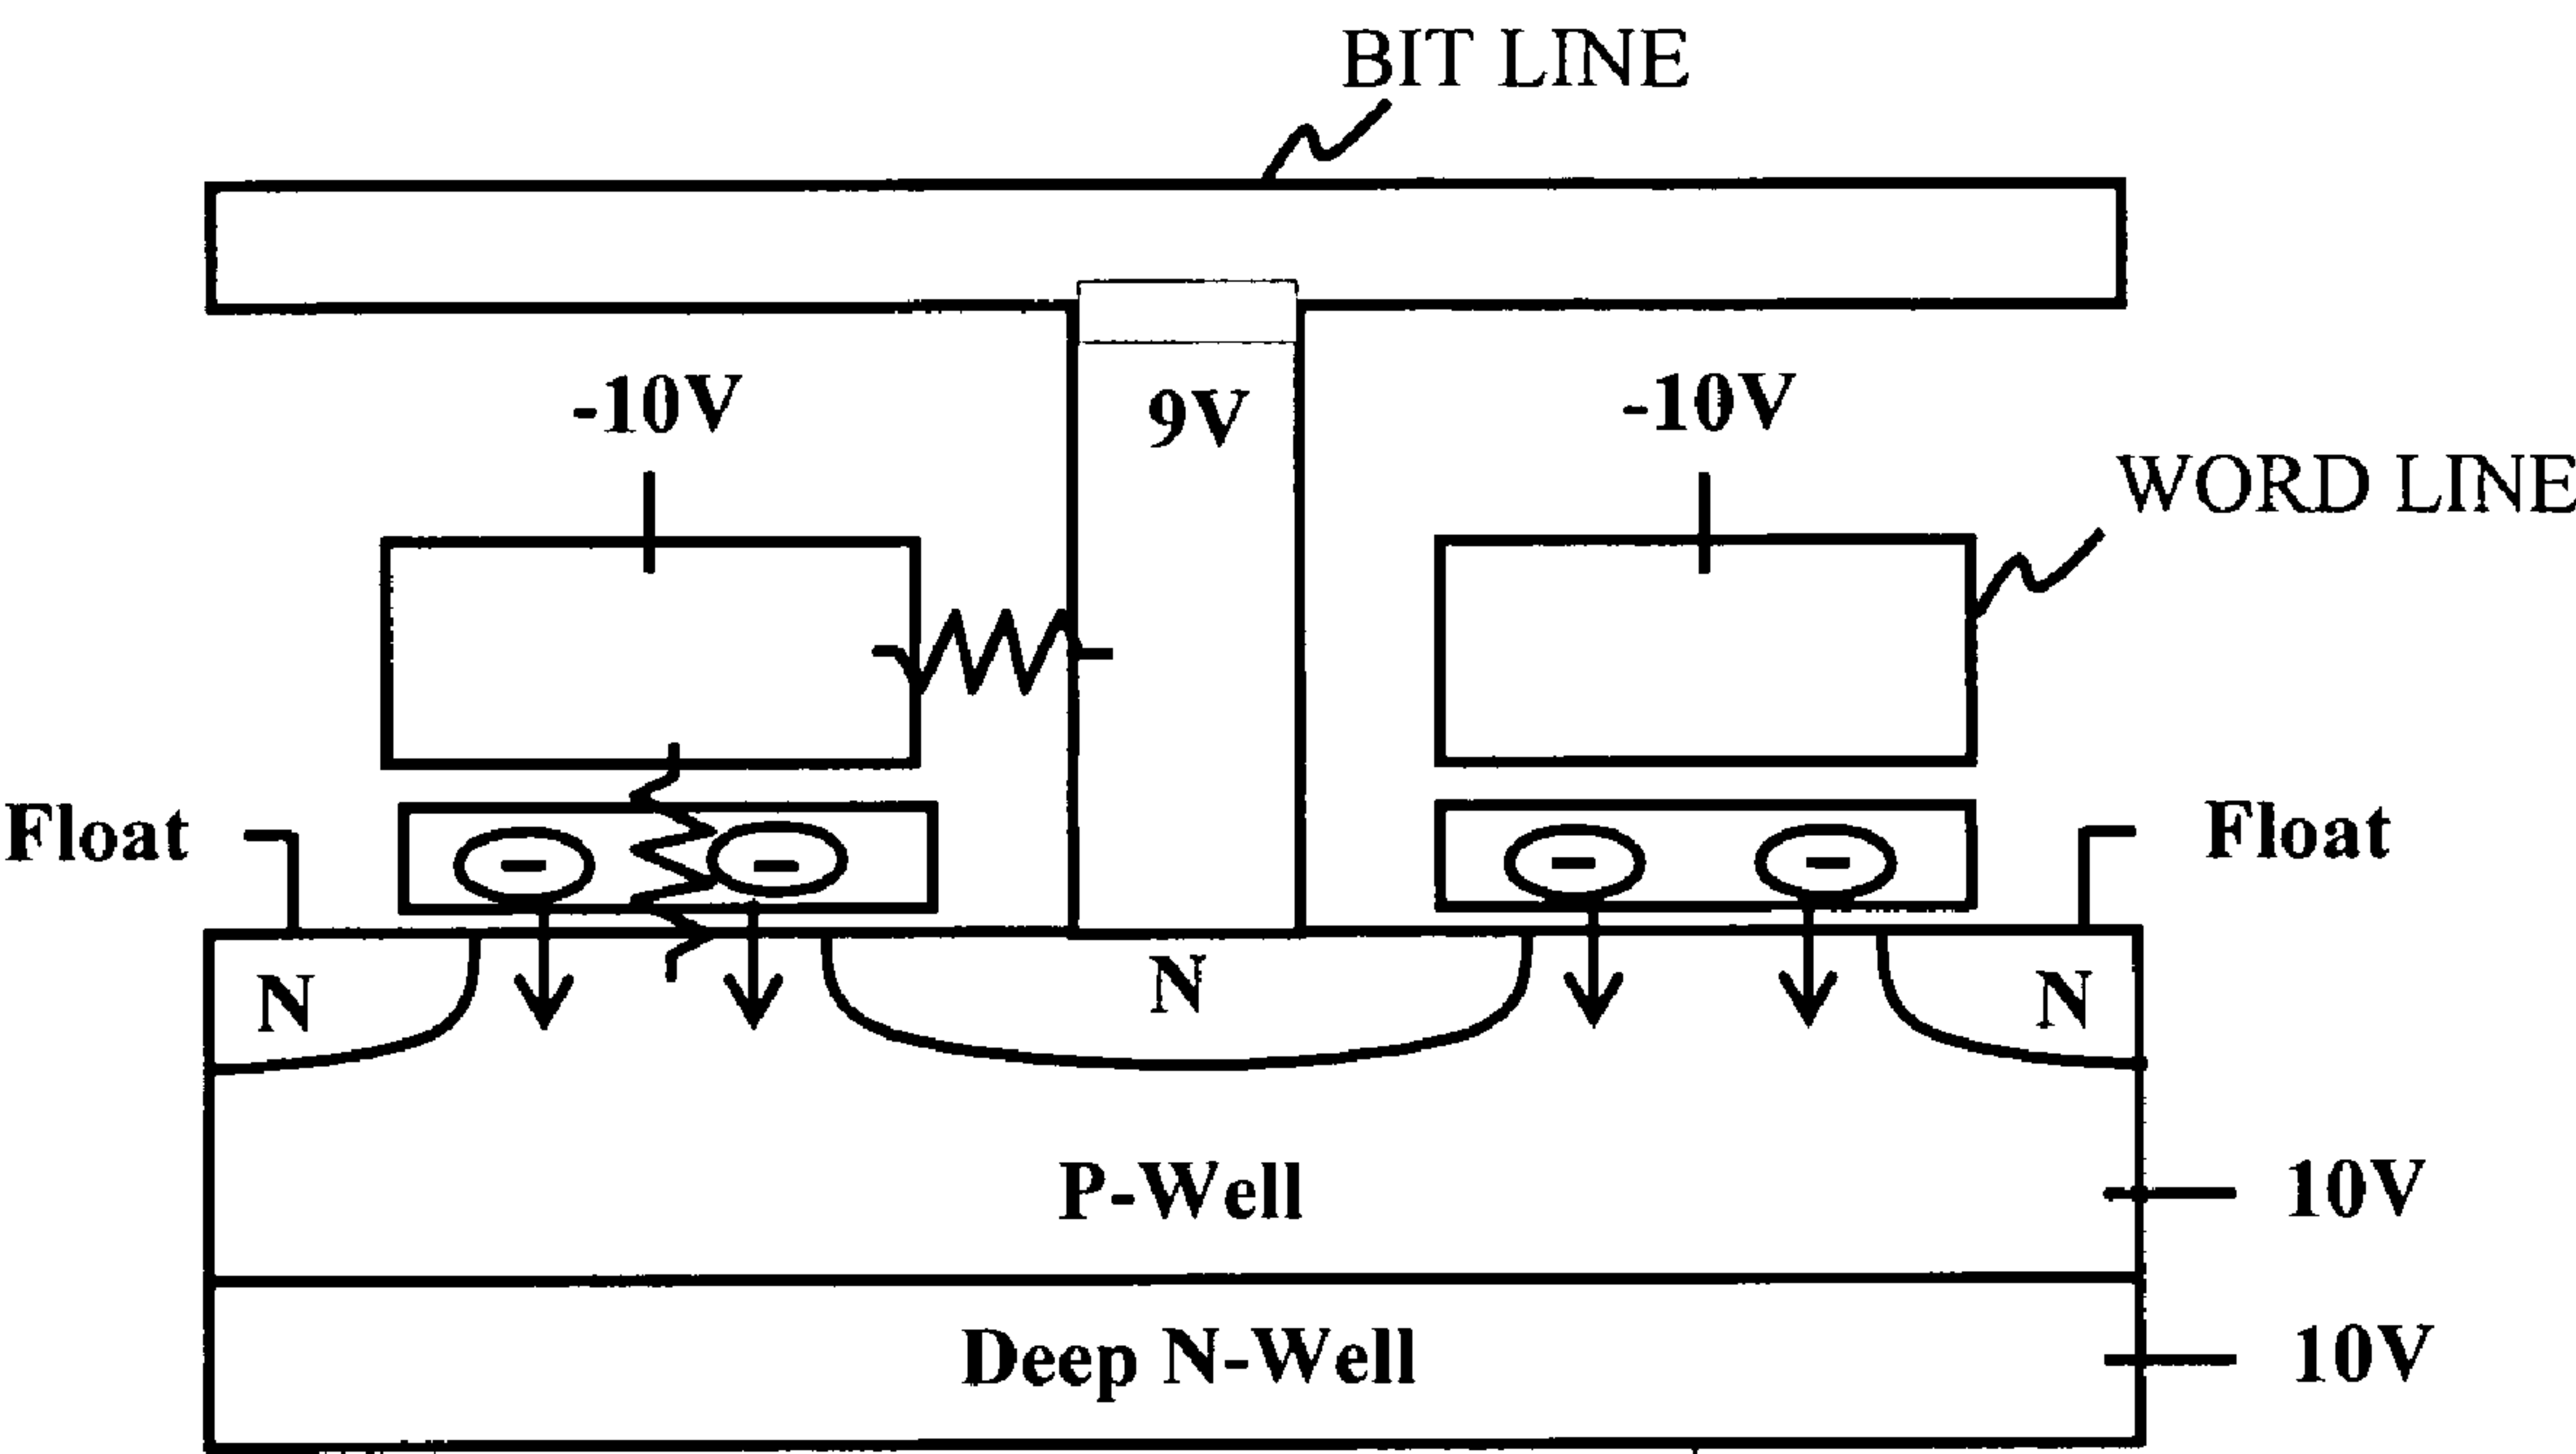 BIT LINE
-10V
9V
-10V
WORD LINE
Float
Float
-
-
-
-
N
N
N
P-Well
10V
Deep N-Well
10V